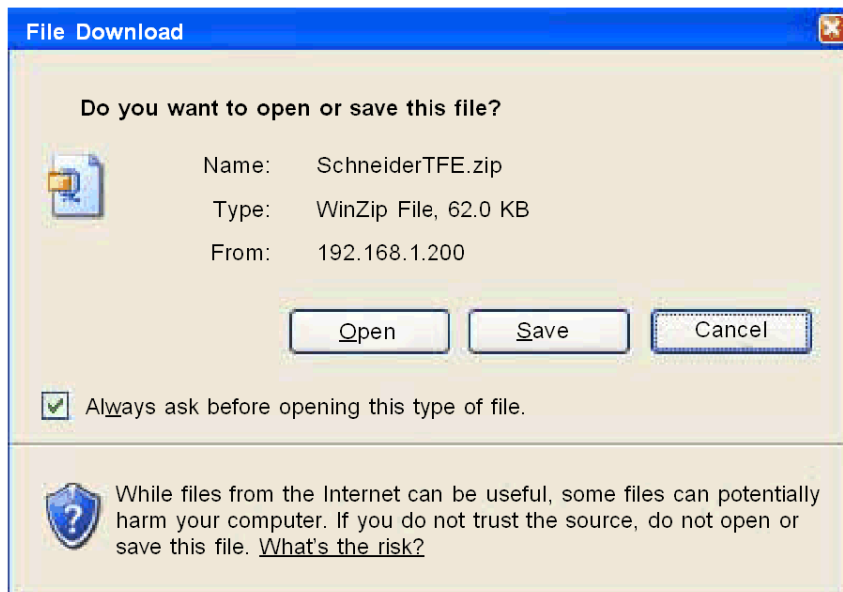 File Download
Do you want to open or save this file?
Name: SchneiderTFE.zip
Type: WinZip File, 62.0 KB
From: 192.168.1.200
Open Save Cancel
Always ask before opening this type of file.
While files from the Internet can be useful, some files can potentially
harm your computer. If you do not trust the source, do not open or
save this file. What's the risk?